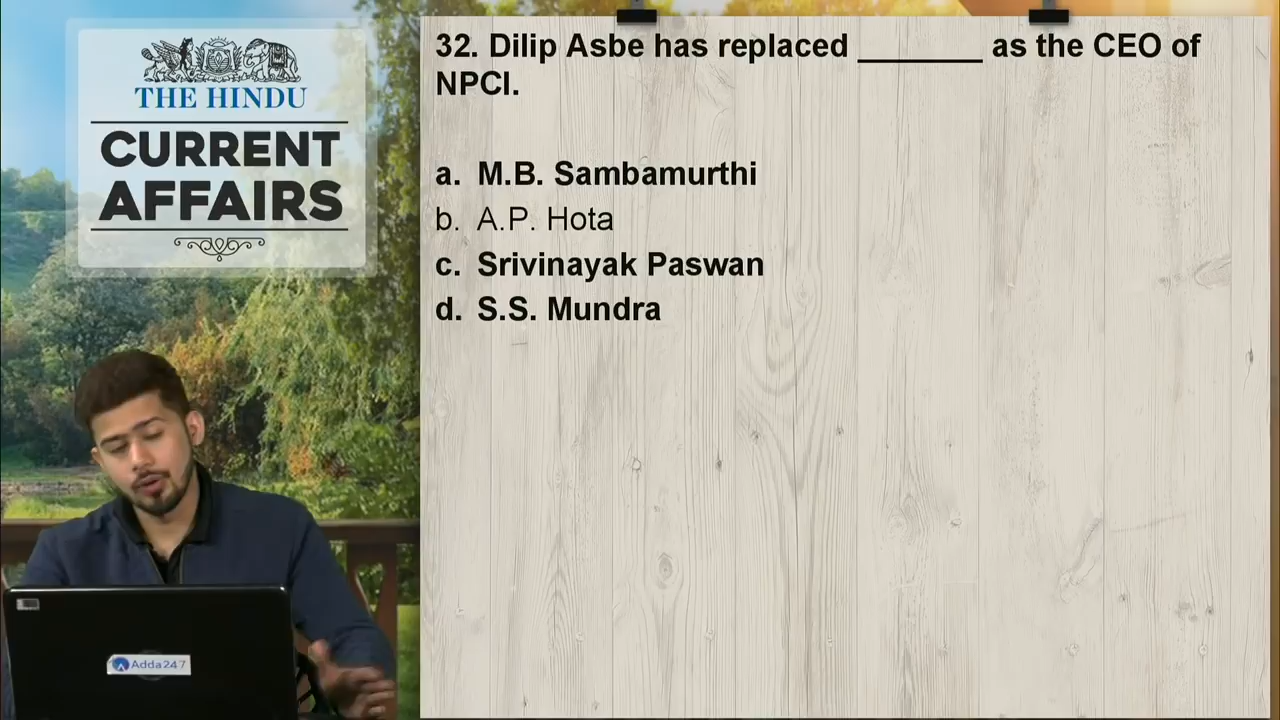 THE HINDU
CURRENT
AFFAIRS
32. Dilip Asbe has replaced _______ as the CEO of
NPCI.
a. M.B. Sambamurthi
b. A.P. Hota
c. Srivinayak Paswan
d. S.S. Mundra
Adda247